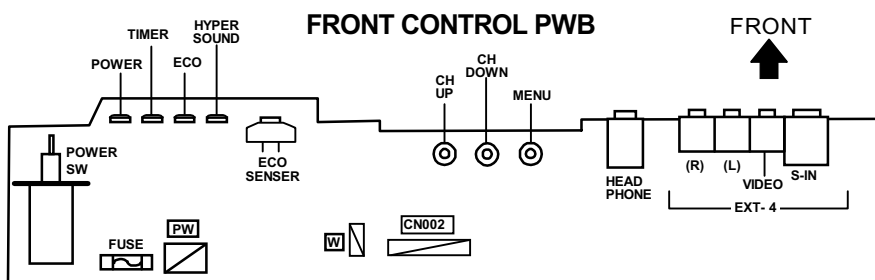 FRONT CONTROL PWB
FRONT
HYPER
SOUND
TIMER
POWER
ECO
CH
UP
CH
DOWN
MENU
POWER
SW
ECO
SENSER
HEAD
PHONE
(R)
(L)
VIDEO
S-IN
EXT- 4
FUSE
PW
W
CN002